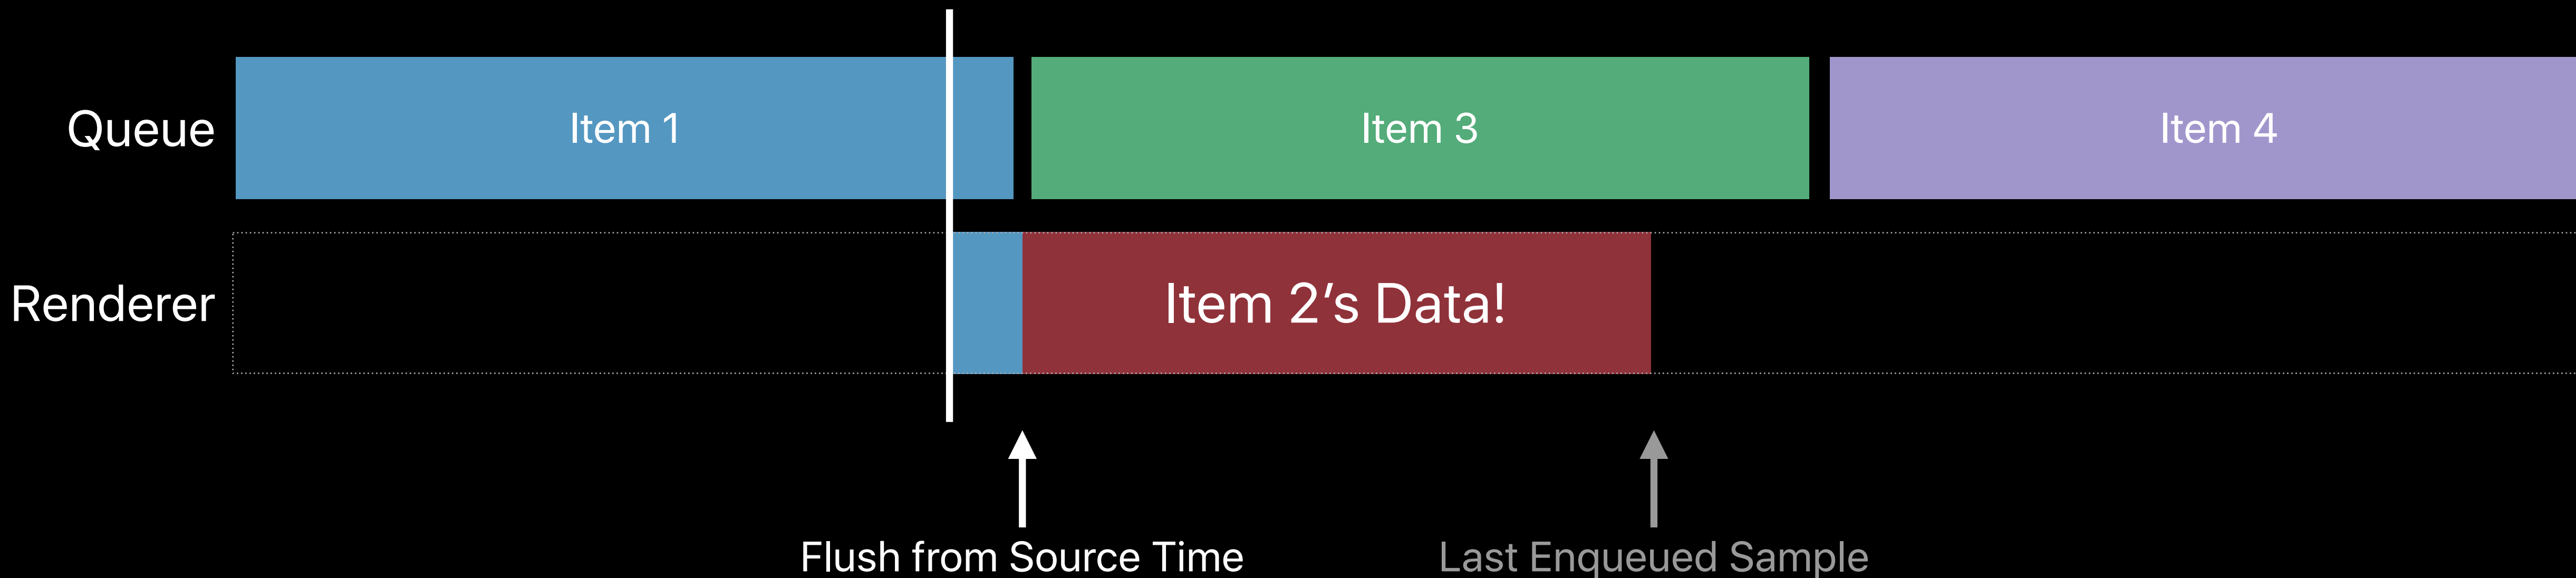 Queue
Item 1
Item 3
Item 4
Renderer
Item 2’s Data!
Flush from Source Time
Last Enqueued Sample